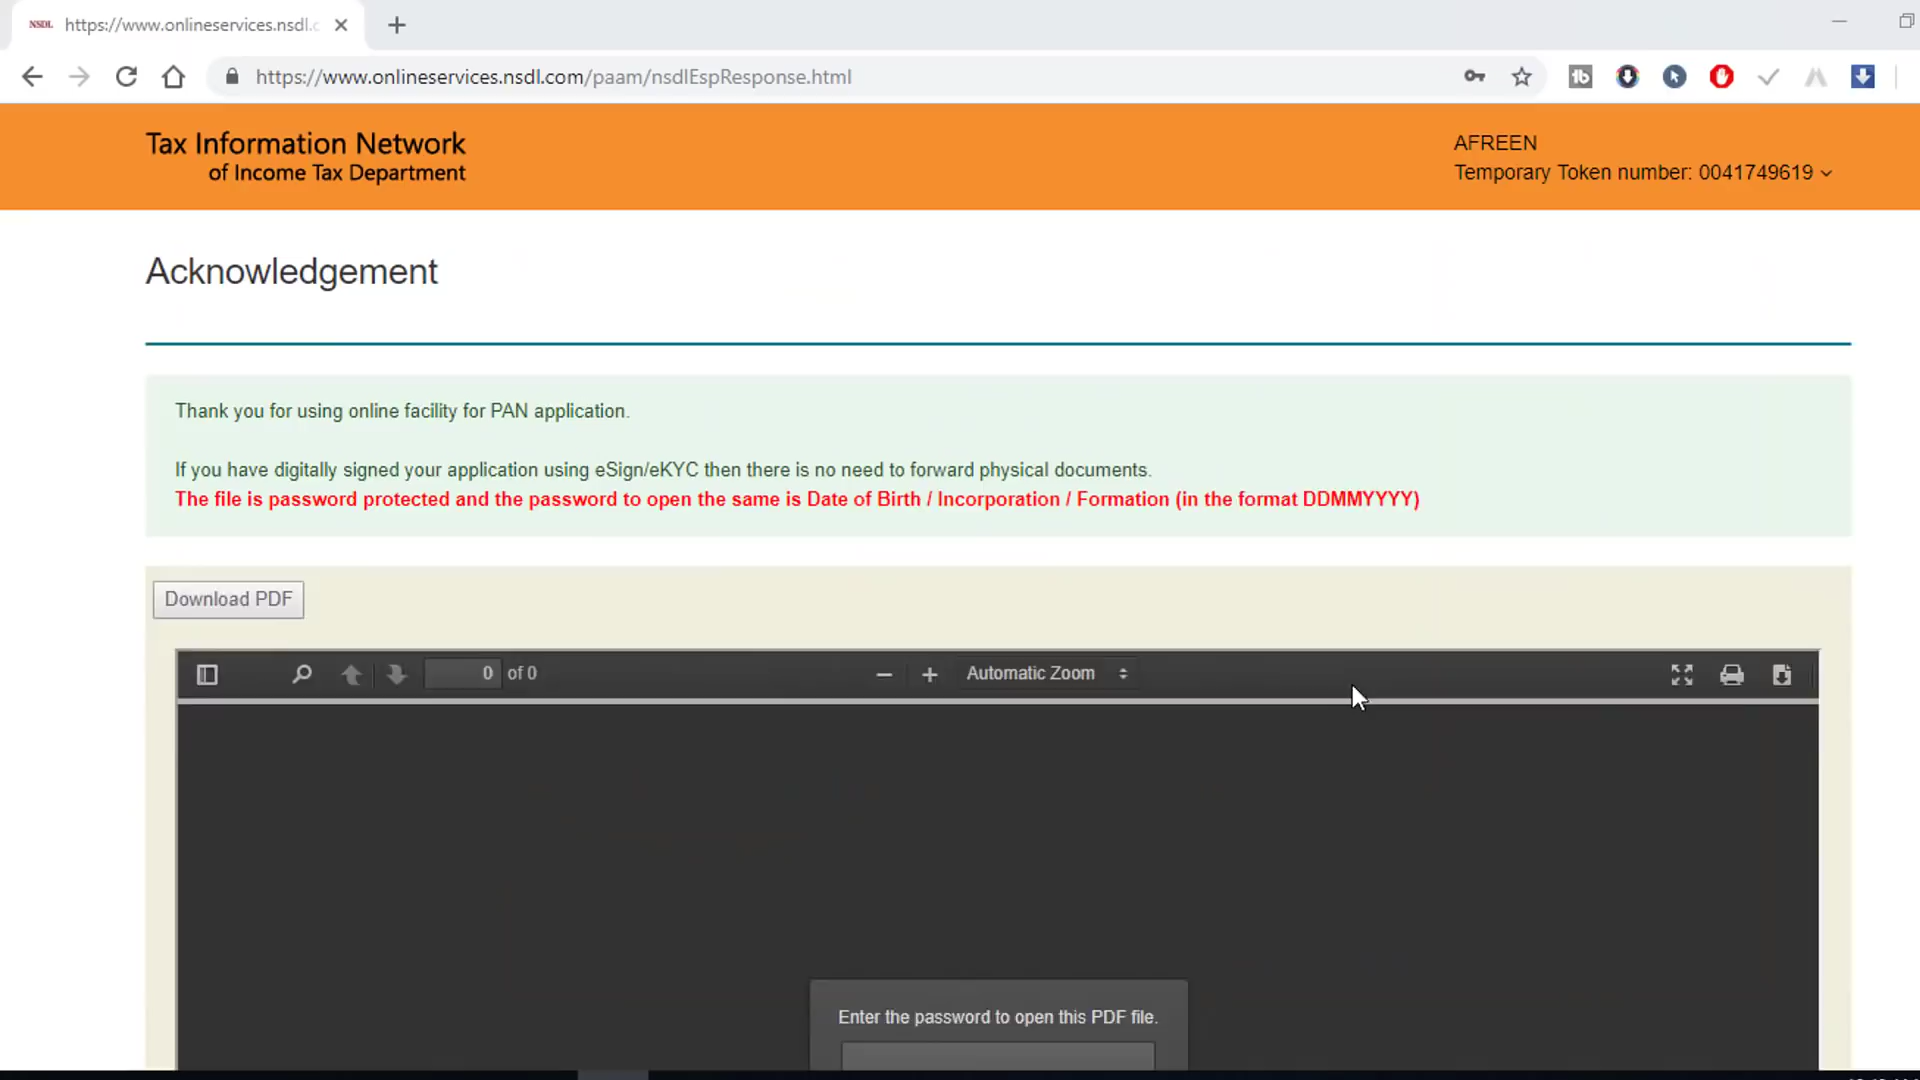 NSDL https://www.onlineservices.nsdl.c
https://www.onlineservices.nsdl.com/paam/nsdlEspResponse.html
Tax Information Network
of Income Tax Department
AFREEN
Temporary Token number: 0041749619
Acknowledgement
Thank you for using online facility for PAN application.
If you have digitally signed your application using eSign/eKYC then there is no need to forward physical documents.
The file is password protected and the password to open the same is Date of Birth / Incorporation / Formation (in the format DDMMYYYY)
Download PDF
0 of 0
Automatic Zoom
Enter the password to open this PDF file.